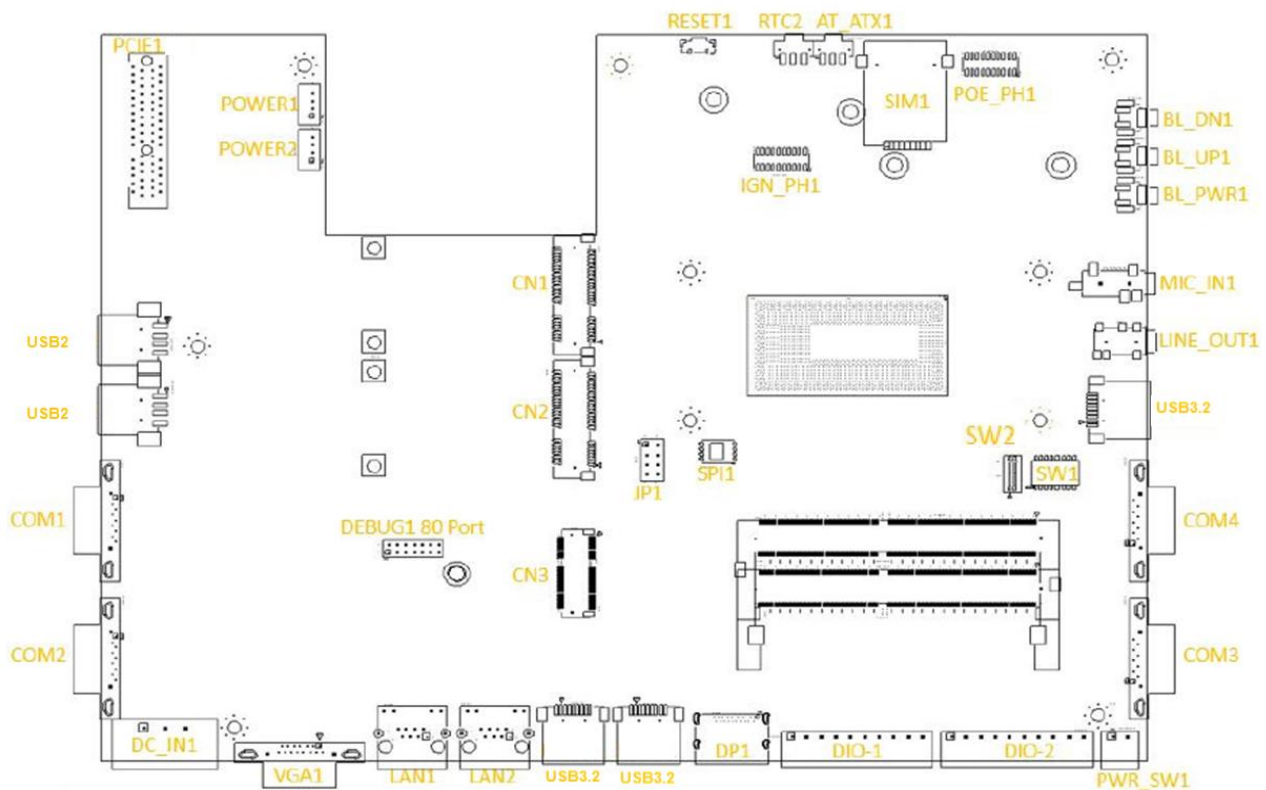 RESET1 RTC2 AT_ATX1
PCIE1
POWER1
SIM1
POE_PH1
BL_DN1
POWER2
BL_UP1
IGN_PH1
BL_PWR1
CN1
MIC_IN1
USB2
LINE_OUT1
USB2
CN2
USB3.2
SW2
JP1
SPI1
SW1
COM1
DEBUG1 80 Port
COM4
CN3
COM2
COM3
DC_IN1
VGA1
LAN1
LAN2
USB3.2
USB3.2
DP1
DIO-1
DIO-2
PWR_SW1